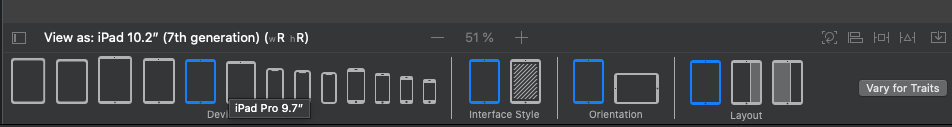 View as: iPad 10.2” (7th generation) (wR hR)
51 %
iPad Pro 9.7”
Devi
Interface Style
Orientation
Layout
Vary for Traits